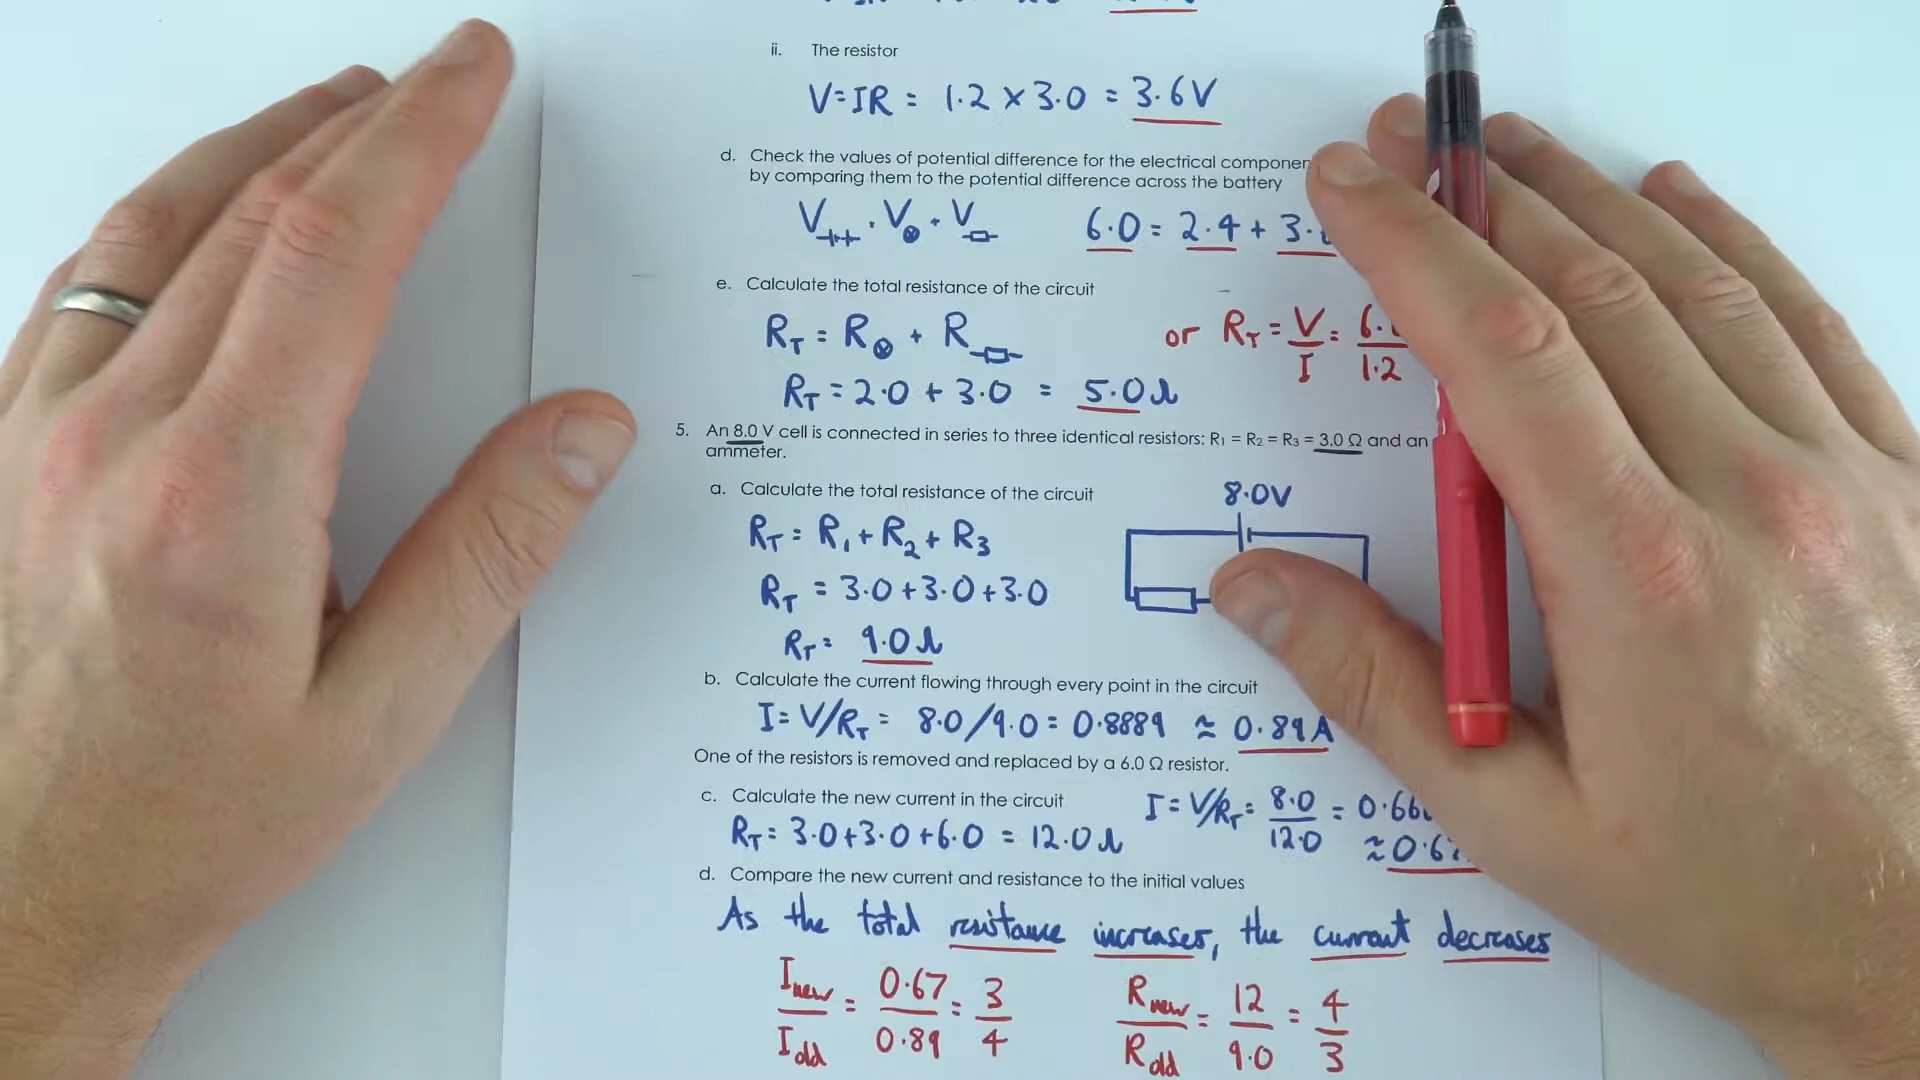 ii. The resistor
V=IR = 1.2 × 3.0 = 3.6V
d. Check the values of potential difference for the electrical
by comparing them to the potential difference across the battery
V V V 6.0 = 2.4 + 3.
e. Calculate the total resistance of the circuit
R_T = R + R
or R_T = V/I = 6./1.2
R_T = 2.0 + 3.0 = 5.0Ω
5. An 8.0 V cell is connected in series to three identical resistors: R₁ = R₂ = R₃ = 3.0 Ω and an
ammeter.
a. Calculate the total resistance of the circuit
8.0V
R_T = R₁ + R₂ + R₃
R_T = 3.0+3.0+3.0
R_T = 9.0Ω
b. Calculate the current flowing through every point in the circuit
I = V/R_T = 8.0/9.0 = 0.8889 ≈ 0.89A
One of the resistors is removed and replaced by a 6.0 Ω resistor.
c. Calculate the new current in the circuit
I = V/R_T = 8.0/12.0 = 0.66
R_T = 3.0+3.0+6.0 = 12.0Ω
≈ 0.67
d. Compare the new current and resistance to the initial values
As the total resistance increases, the current decreases
I new/I old = 0.67/0.89 = 3/4
R new/R old = 12/9.0 = 4/3